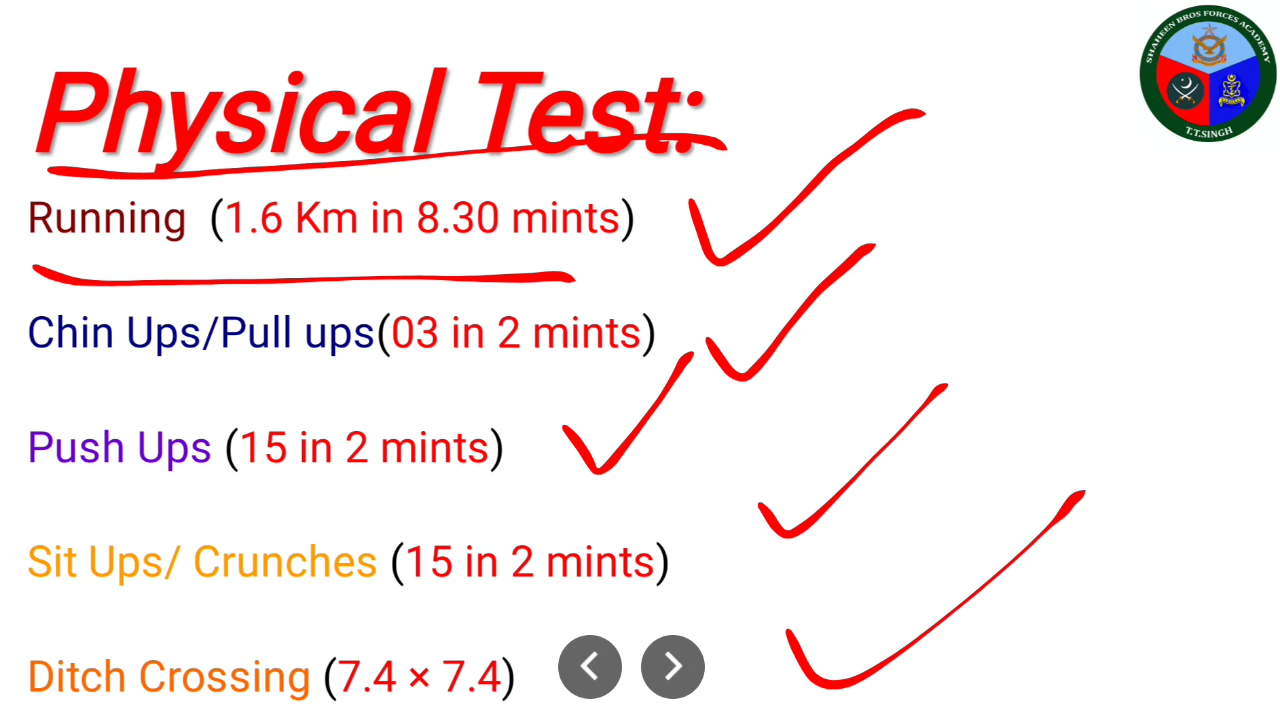 SHAHEEN BROS FORCES ACADEMY
T.T.SINGH
Physical Test:
Running (1.6 Km in 8.30 mints)
Chin Ups/Pull ups(03 in 2 mints)
Push Ups (15 in 2 mints)
Sit Ups/ Crunches (15 in 2 mints)
Ditch Crossing (7.4 × 7.4)